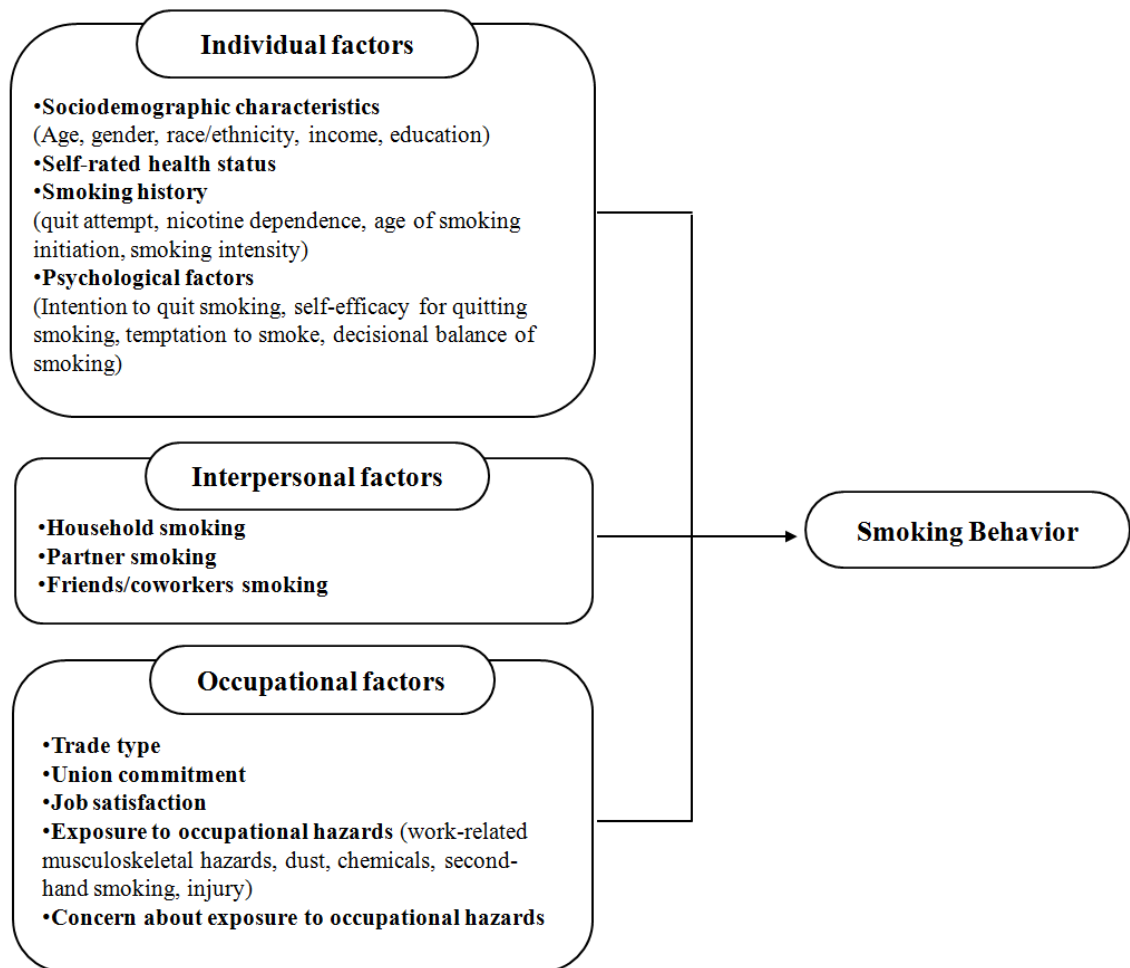 Individual factors
•Sociodemographic characteristics
(Age, gender, race/ethnicity, income, education)
•Self-rated health status
•Smoking history
(quit attempt, nicotine dependence, age of smoking
initiation, smoking intensity)
•Psychological factors
(Intention to quit smoking, self-efficacy for quitting
smoking, temptation to smoke, decisional balance of
smoking)
Interpersonal factors
•Household smoking
•Partner smoking
•Friends/coworkers smoking
Smoking Behavior
Occupational factors
•Trade type
•Union commitment
•Job satisfaction
•Exposure to occupational hazards (work-related
musculoskeletal hazards, dust, chemicals, second-
hand smoking, injury)
•Concern about exposure to occupational hazards